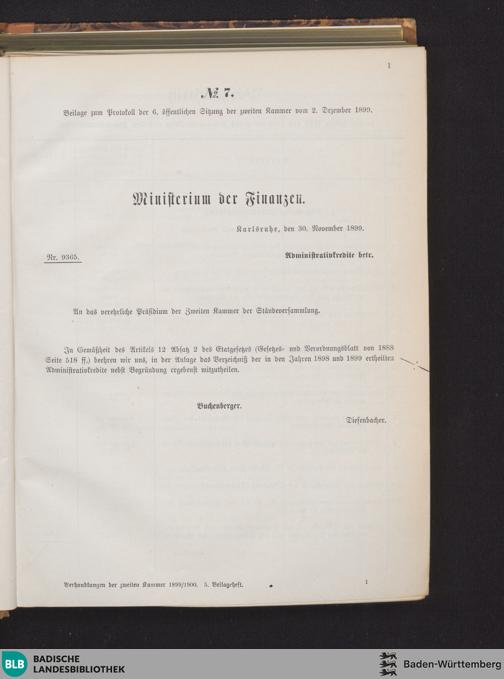 1
№ 7.
Beilage zum Protokoll der 6. öffentlichen Sitzung der zweiten Kammer vom 2. Dezember 1899.
Ministerium der Finanzen.
Karlsruhe, den 30. November 1899.
Nr. 9365.
Administrativkredite betr.
An das verehrliche Präsidium der Zweiten Kammer der Ständeversammlung.
In Gemäßheit des Artikels 12 Absatz 2 des Etatgesetzes (Gesetzes- und Verordnungsblatt von 1888
Seite 518 ff.) beehren wir uns, in der Anlage das Verzeichniß der in den Jahren 1898 und 1899 ertheilten
Administrativkredite nebst Begründung ergebenst mitzutheilen.
Buchenberger.
Diefenbacher.
Verhandlungen der zweiten Kammer 1899/1900. 5. Beilageheft.
1
BLB BADISCHE
LANDESBIBLIOTHEK
Baden-Württemberg